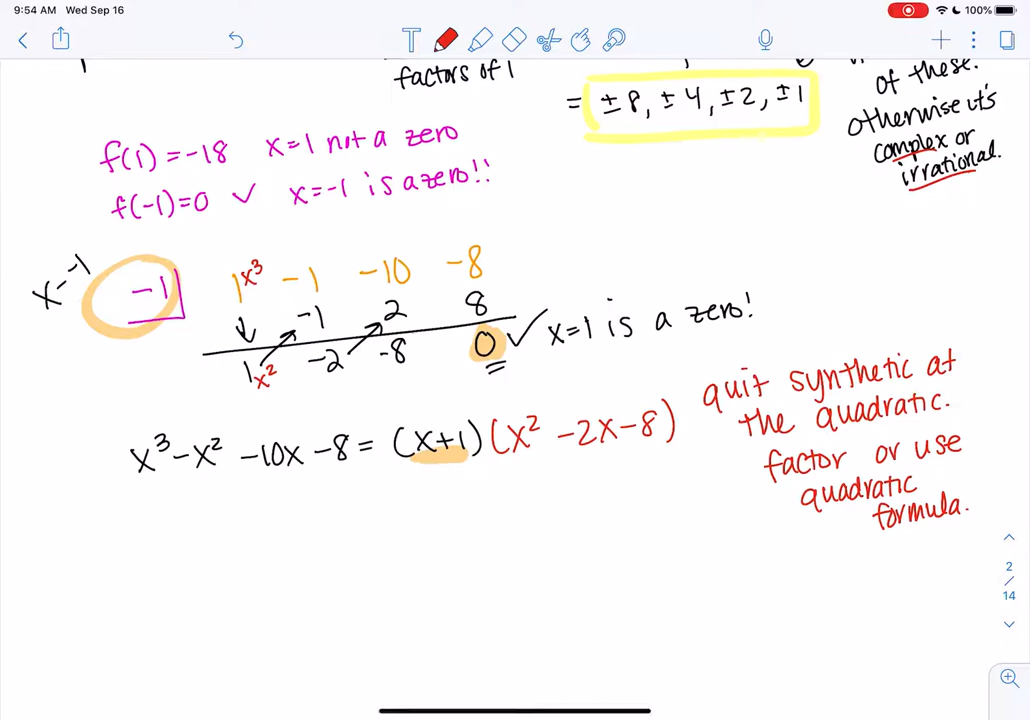 9:54 AM Wed Sep 16
100%
factors of 1
= ±8, ±4, ±2, ±1
of these.
otherwise it's
complex or
irrational.
f(1) = -18 x=1 not a zero
f(-1)=0 ✓ x=-1 is a zero!!
x - -1
-1 1x³ -1 -10 -8
-1 2 8
1x² -2 -8 0 ✓ x=1 is a zero!
x³-x² -10x -8 = (x+1)(x² -2x-8)
quit synthetic at
the quadratic.
factor or use
quadratic
formula.
2
/
14